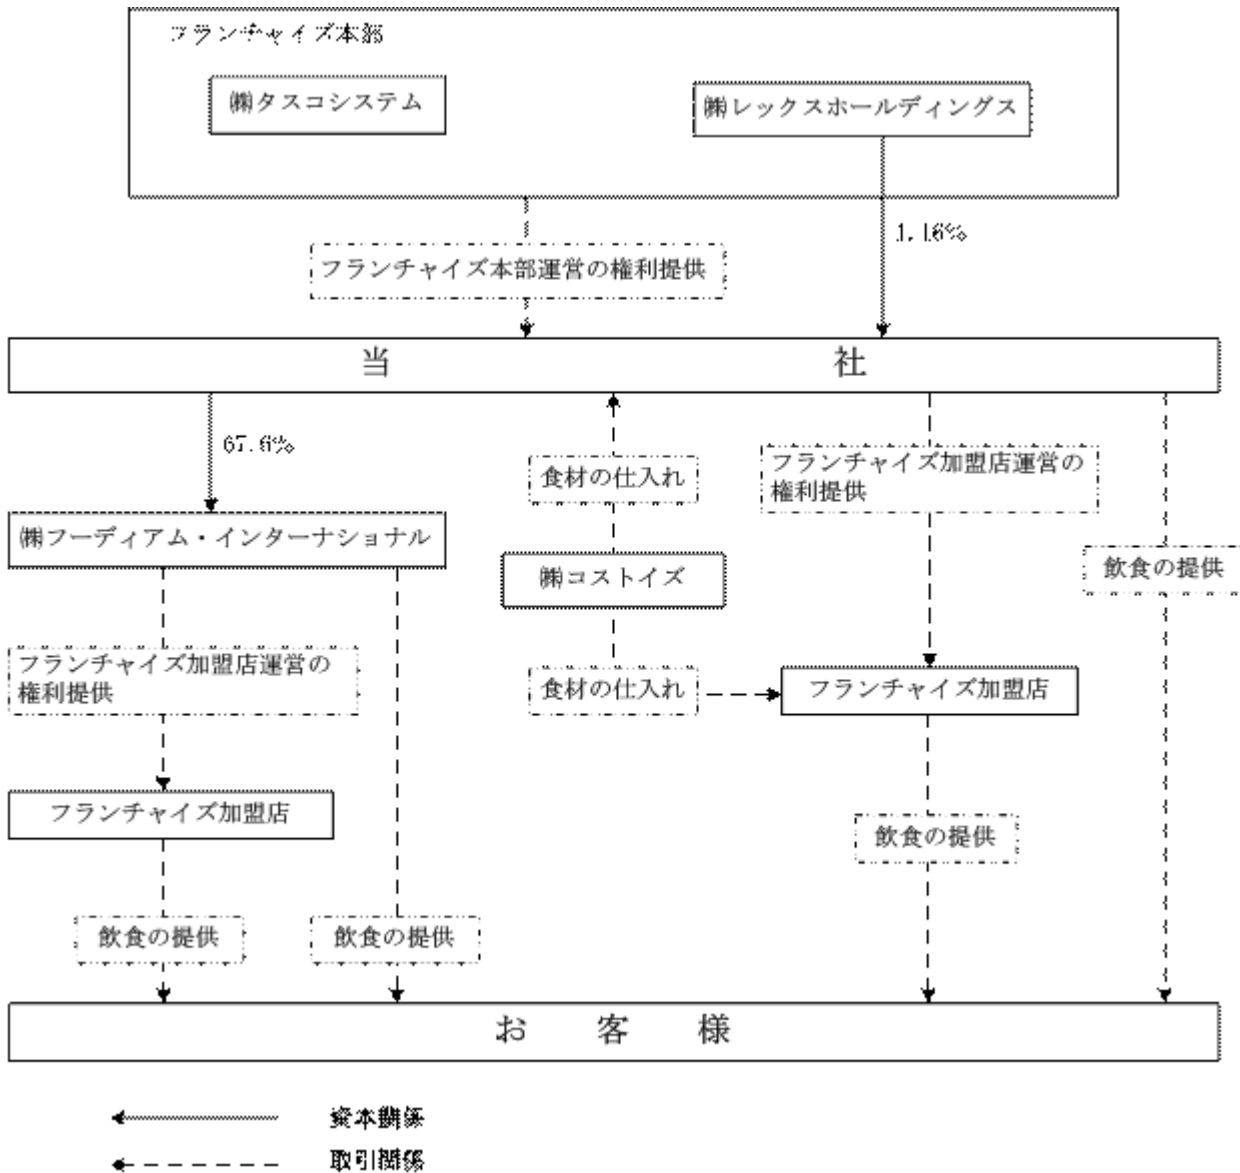 フランチャイズ本部
㈱タスコシステム
㈱レックスホールディングス
1.16%
フランチャイズ本部運営の権利提供
当 社
67.6%
食材の仕入れ
フランチャイズ加盟店運営の
権利提供
㈱フーディアム・インターナショナル
㈱コストイズ
飲食の提供
フランチャイズ加盟店運営の
権利提供
食材の仕入れ
フランチャイズ加盟店
フランチャイズ加盟店
飲食の提供
飲食の提供
飲食の提供
お 客 様
資本関係
取引関係